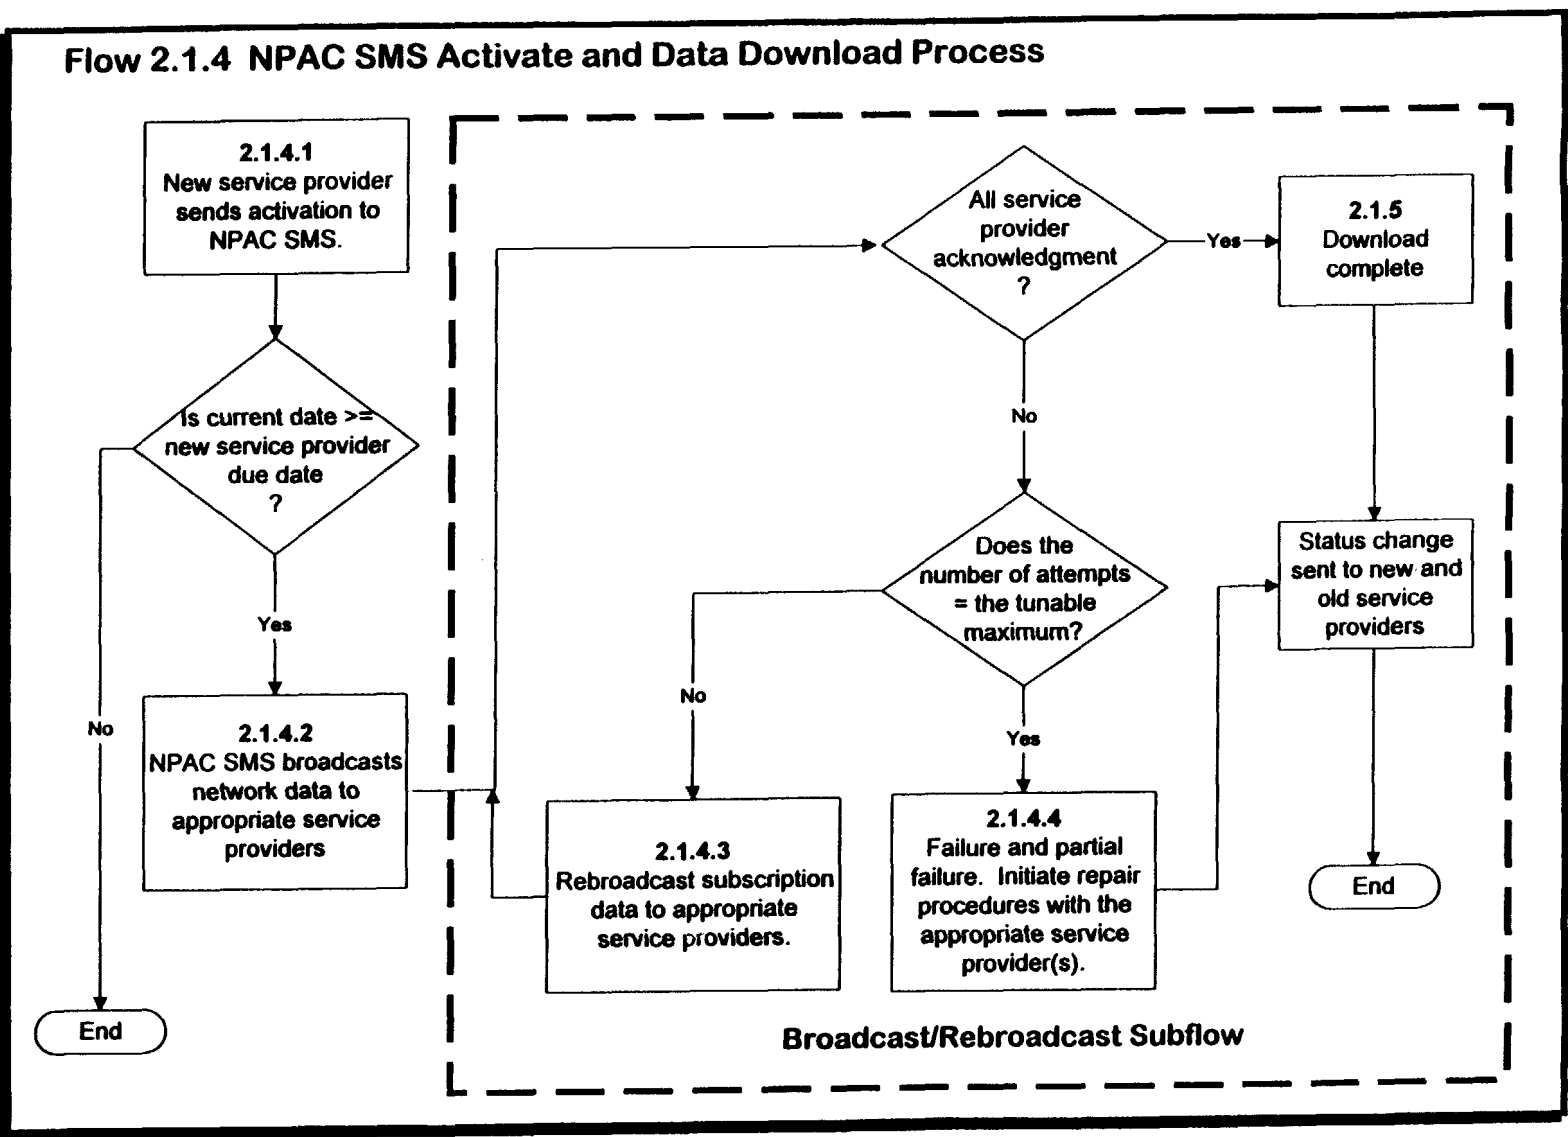 Flow 2.1.4 NPAC SMS Activate and Data Download Process
2.1.4.1
New service provider
sends activation to
NPAC SMS.
Is current date >=
new service provider
due date
?
Yes
No
2.1.4.2
NPAC SMS broadcasts
network data to
appropriate service
providers
End
All service
provider
acknowledgment
?
Yes
2.1.5
Download
complete
No
Does the
number of attempts
= the tunable
maximum?
No
Yes
2.1.4.3
Rebroadcast subscription
data to appropriate
service providers.
2.1.4.4
Failure and partial
failure. Initiate repair
procedures with the
appropriate service
provider(s).
Status change
sent to new and
old service
providers
End
Broadcast/Rebroadcast Subflow